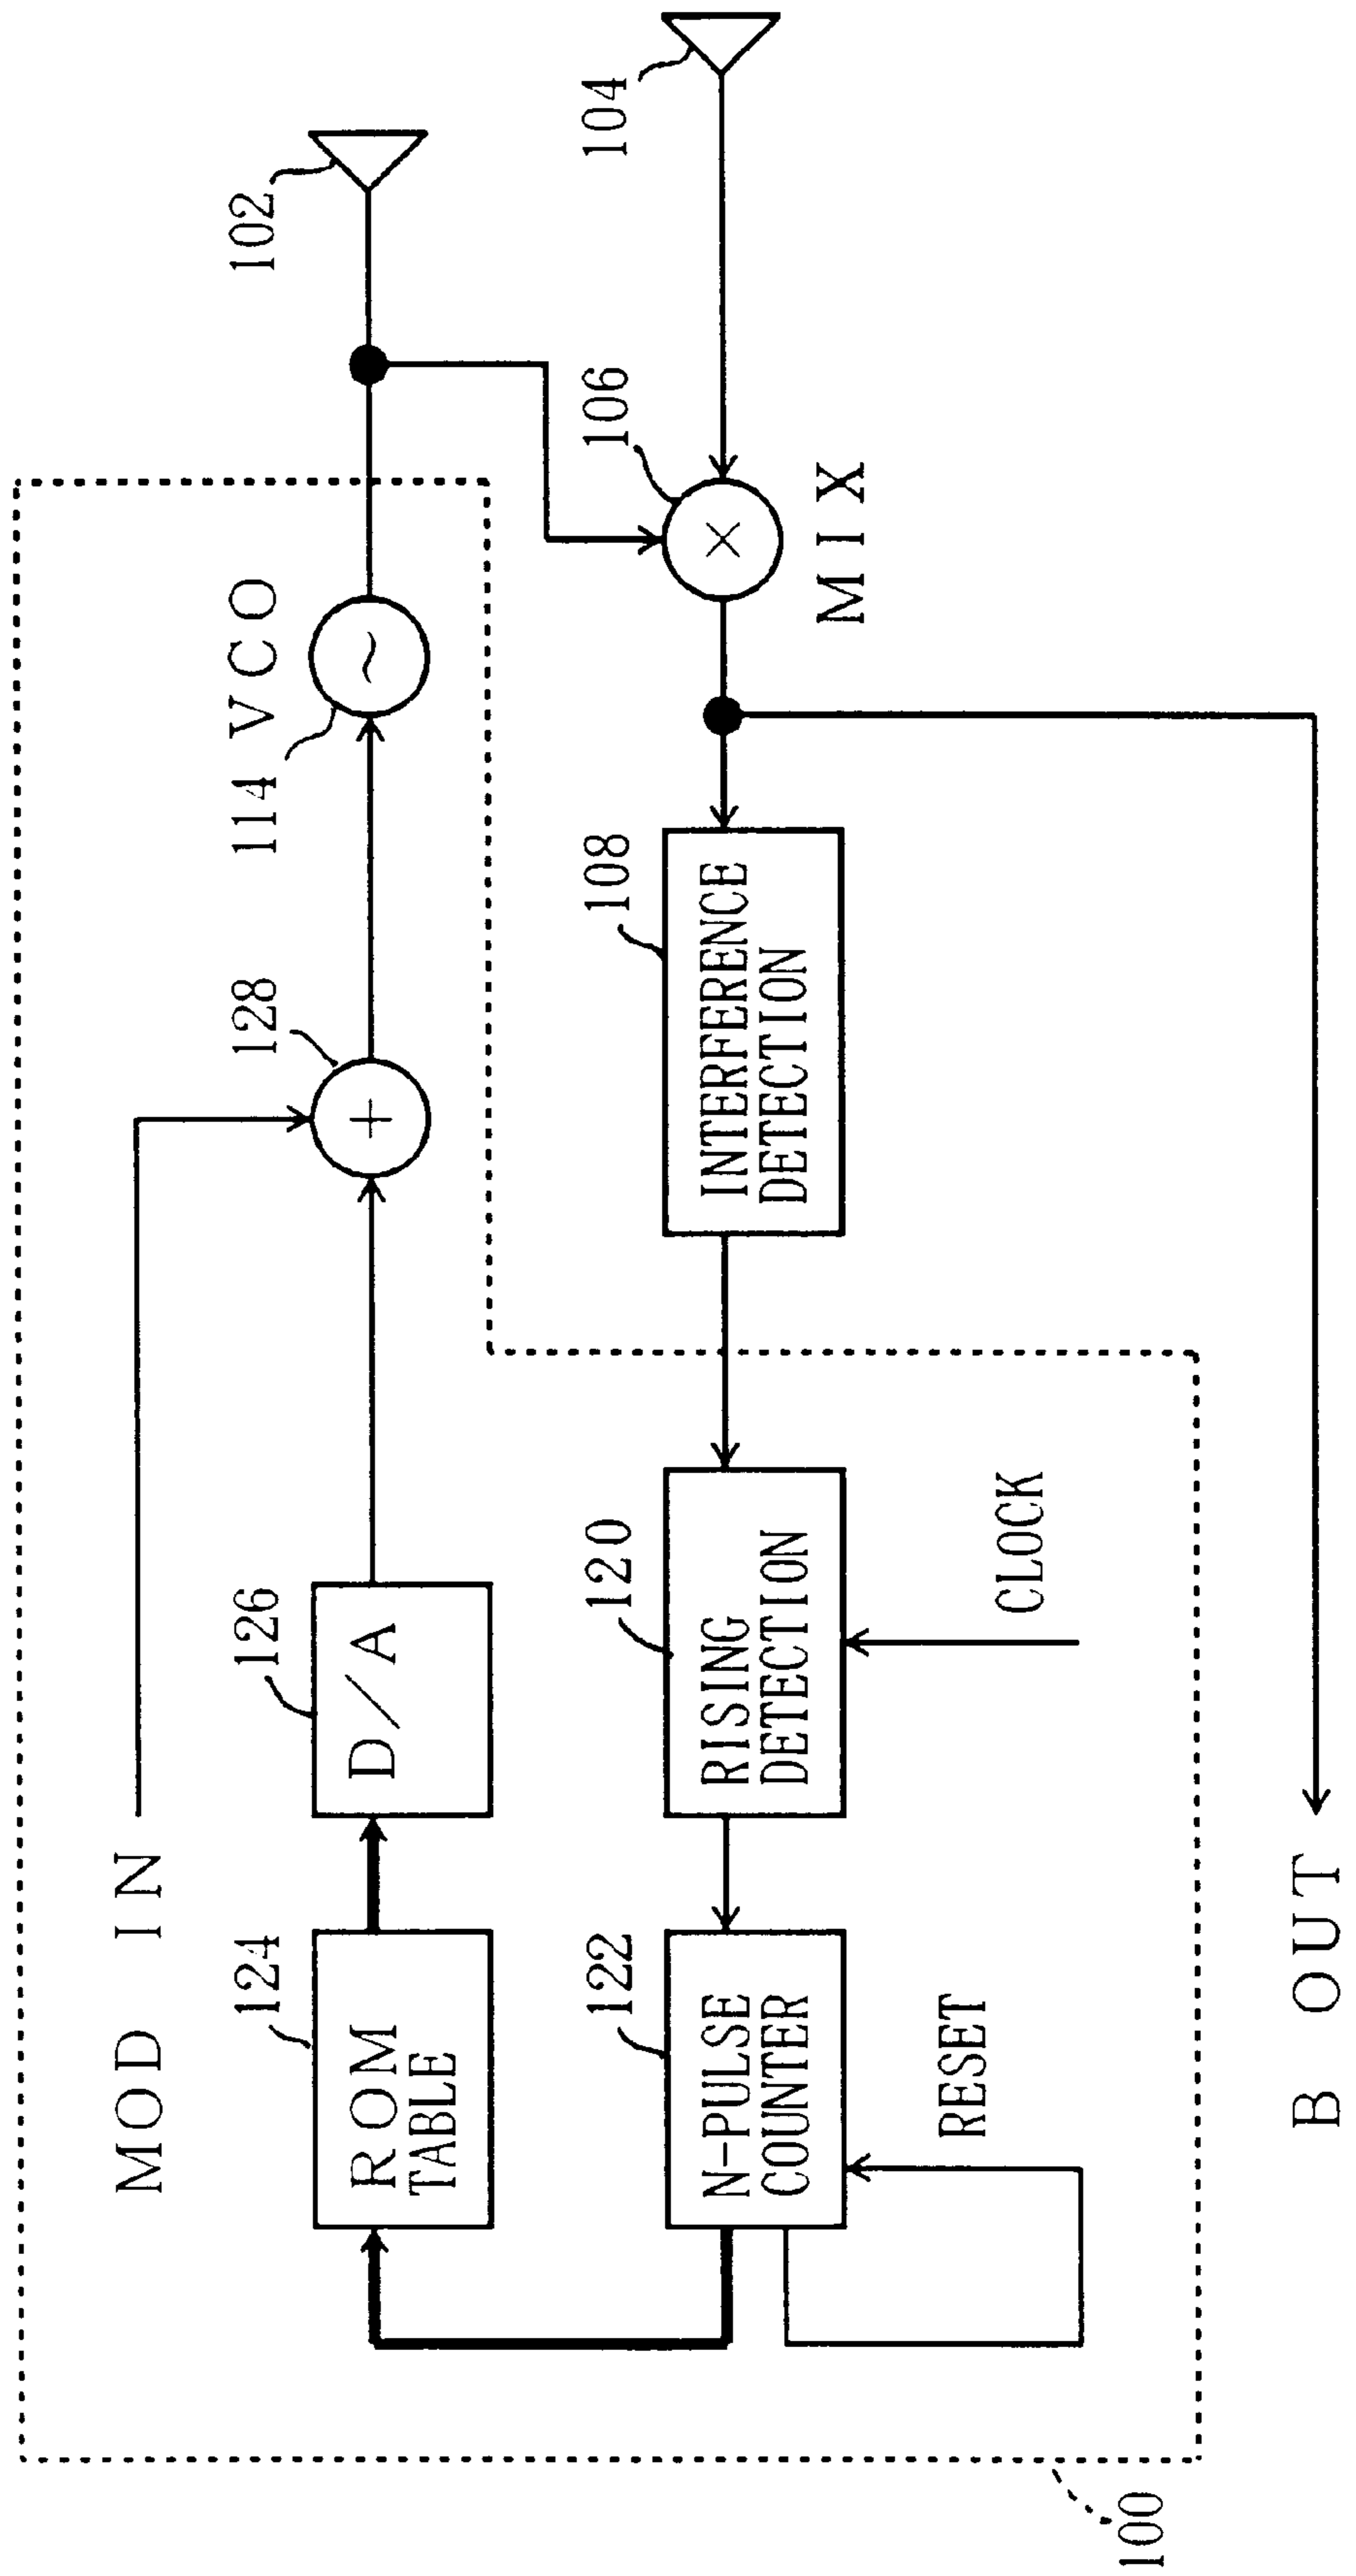 MOD IN
124
ROM
TABLE
126
D/A
128
114 VCO
102
122
N-PULSE
COUNTER
RESET
120
RISING
DETECTION
CLOCK
108
INTERFERENCE
DETECTION
106
MIX
104
B OUT
100